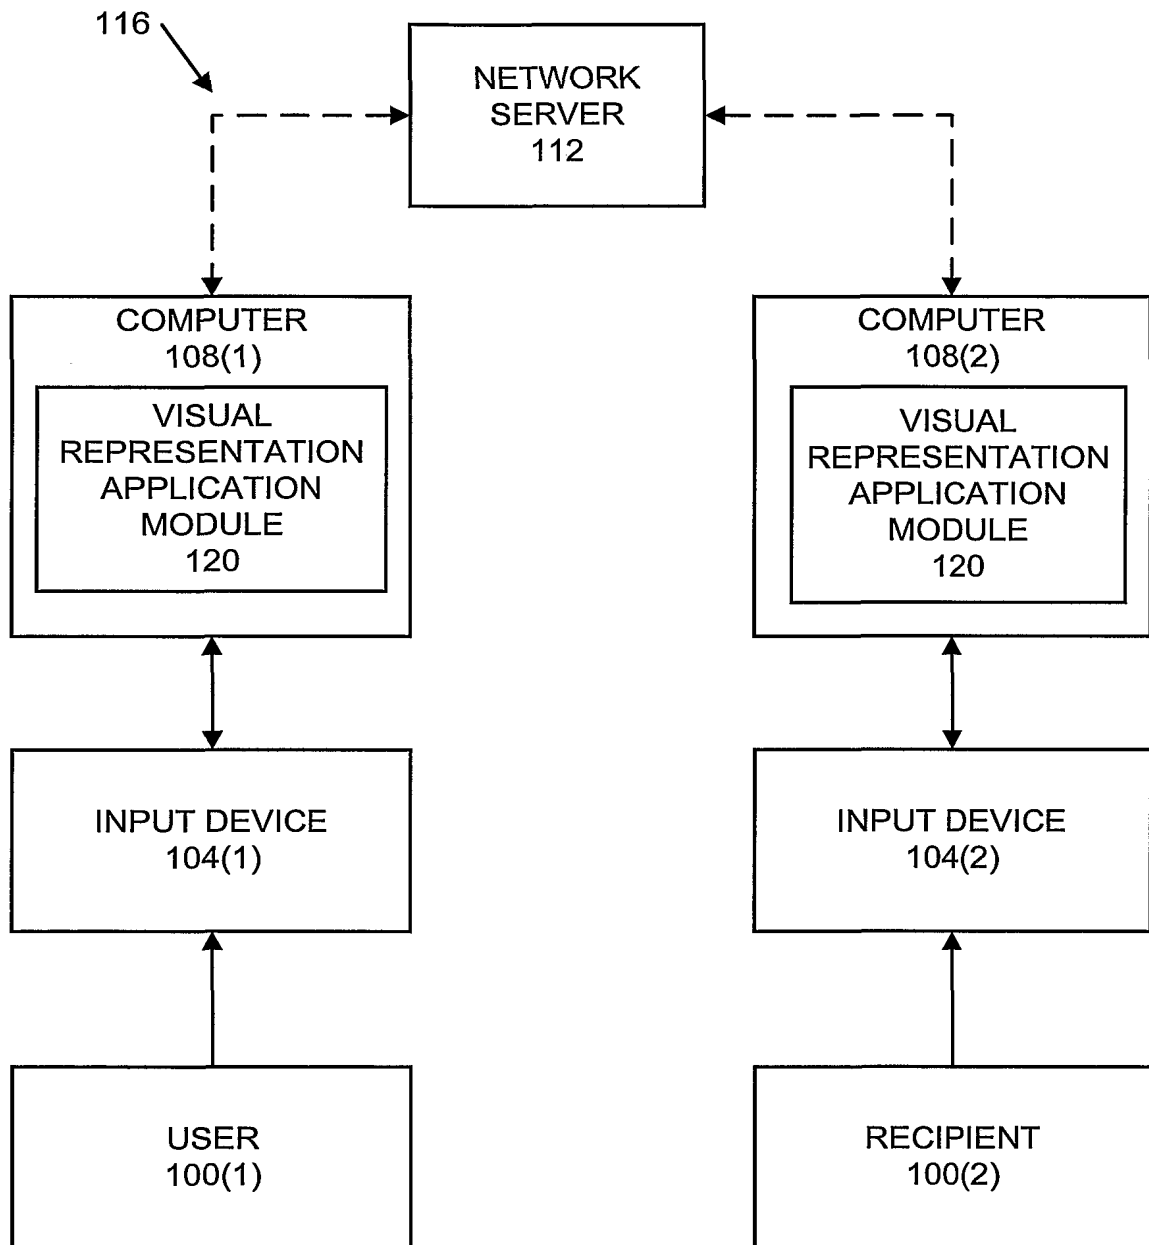 116
NETWORK
SERVER
112
COMPUTER
108(1)
VISUAL
REPRESENTATION
APPLICATION
MODULE
120
COMPUTER
108(2)
VISUAL
REPRESENTATION
APPLICATION
MODULE
120
INPUT DEVICE
104(1)
INPUT DEVICE
104(2)
USER
100(1)
RECIPIENT
100(2)